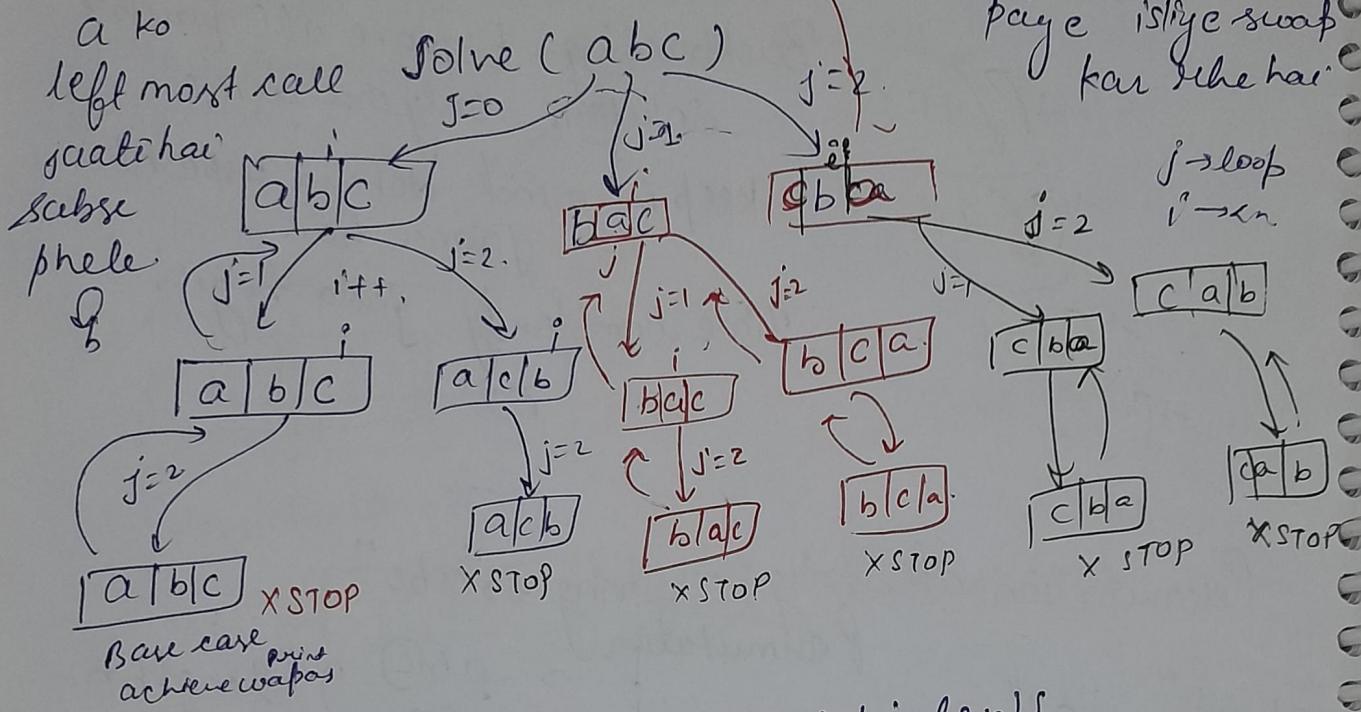 a ko
left most call
jaati hai
sabse
phele
solve (abc)
page isliye swap
kar rhe hai
j→loop
i→<n
j=0
j=1
j=2
i
a|b|c
i
b|a|c
j
i
c|b|a
j=1
i++
j=2
j=1
j=2
j=1
j=2
i
a|b|c
i
a|c|b
i
b|a|c
b|c|a
c|b|a
c|a|b
j=2
j=2
j=2
a|b|c
X STOP
a|c|b
X STOP
b|a|c
X STOP
b|c|a
X STOP
c|b|a
X STOP
c|a|b
X STOP
Base case
print
achieve wapas